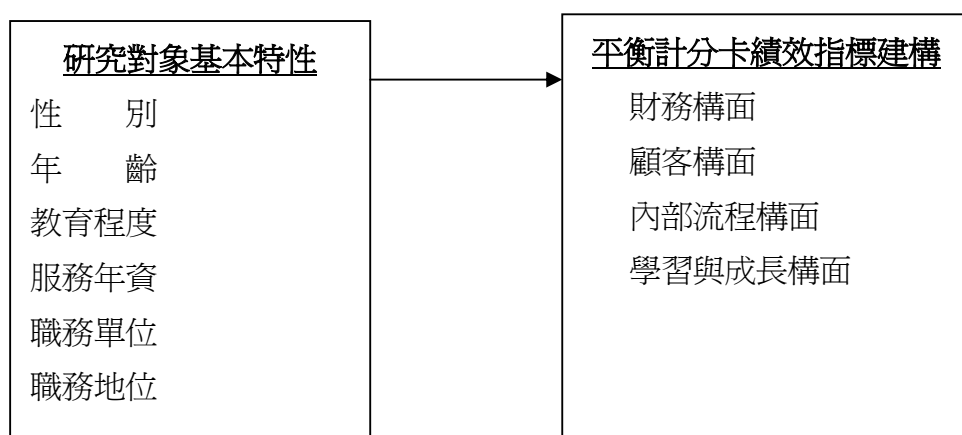 研究對象基本特性
性　　別
年　　齡
教育程度
服務年資
職務單位
職務地位
平衡計分卡績效指標建構
財務構面
顧客構面
內部流程構面
學習與成長構面